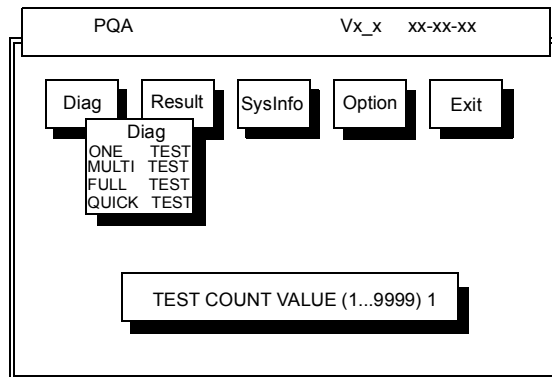 PQA Vx_x xx-xx-xx
Diag Result SysInfo Option Exit
Diag
ONE TEST
MULTI TEST
FULL TEST
QUICK TEST
TEST COUNT VALUE (1...9999) 1